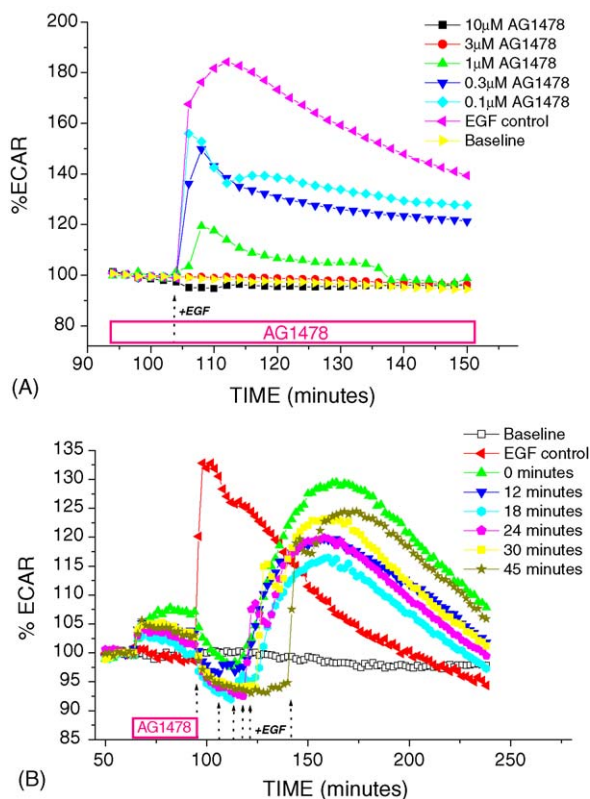 10μM AG1478
3μM AG1478
1μM AG1478
0.3μM AG1478
0.1μM AG1478
EGF control
Baseline
200
180
160
140
120
100
80
%ECAR
+EGF
AG1478
90 100 110 120 130 140 150
(A)
TIME (minutes)
Baseline
EGF control
0 minutes
12 minutes
18 minutes
24 minutes
30 minutes
45 minutes
135
130
125
120
115
110
105
100
95
90
85
% ECAR
AG1478
+EGF
50 100 150 200 250
(B)
TIME (minutes)